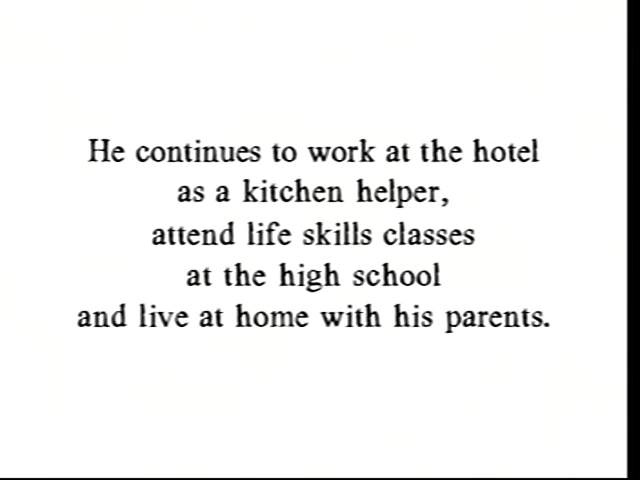 He continues to work at the hotel
as a kitchen helper,
attend life skills classes
at the high school
and live at home with his parents.